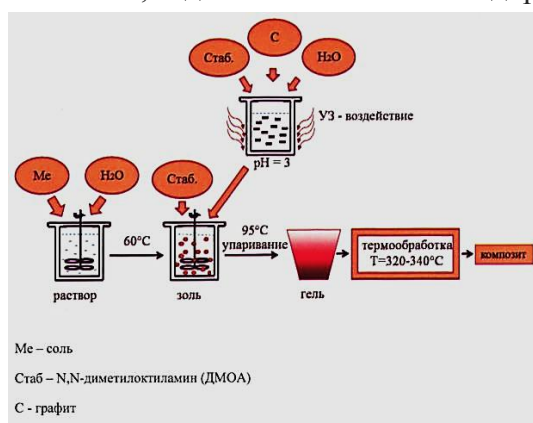 С
Стаб.
H2O
УЗ - воздействие
pH = 3
Me
H2O
Стаб.
60°C
95°C
упаривание
термообработка
T=320-340°C
композит
раствор
золь
гель
Me – соль
Стаб – N,N-диметилоктиламин (ДМОА)
С - графит